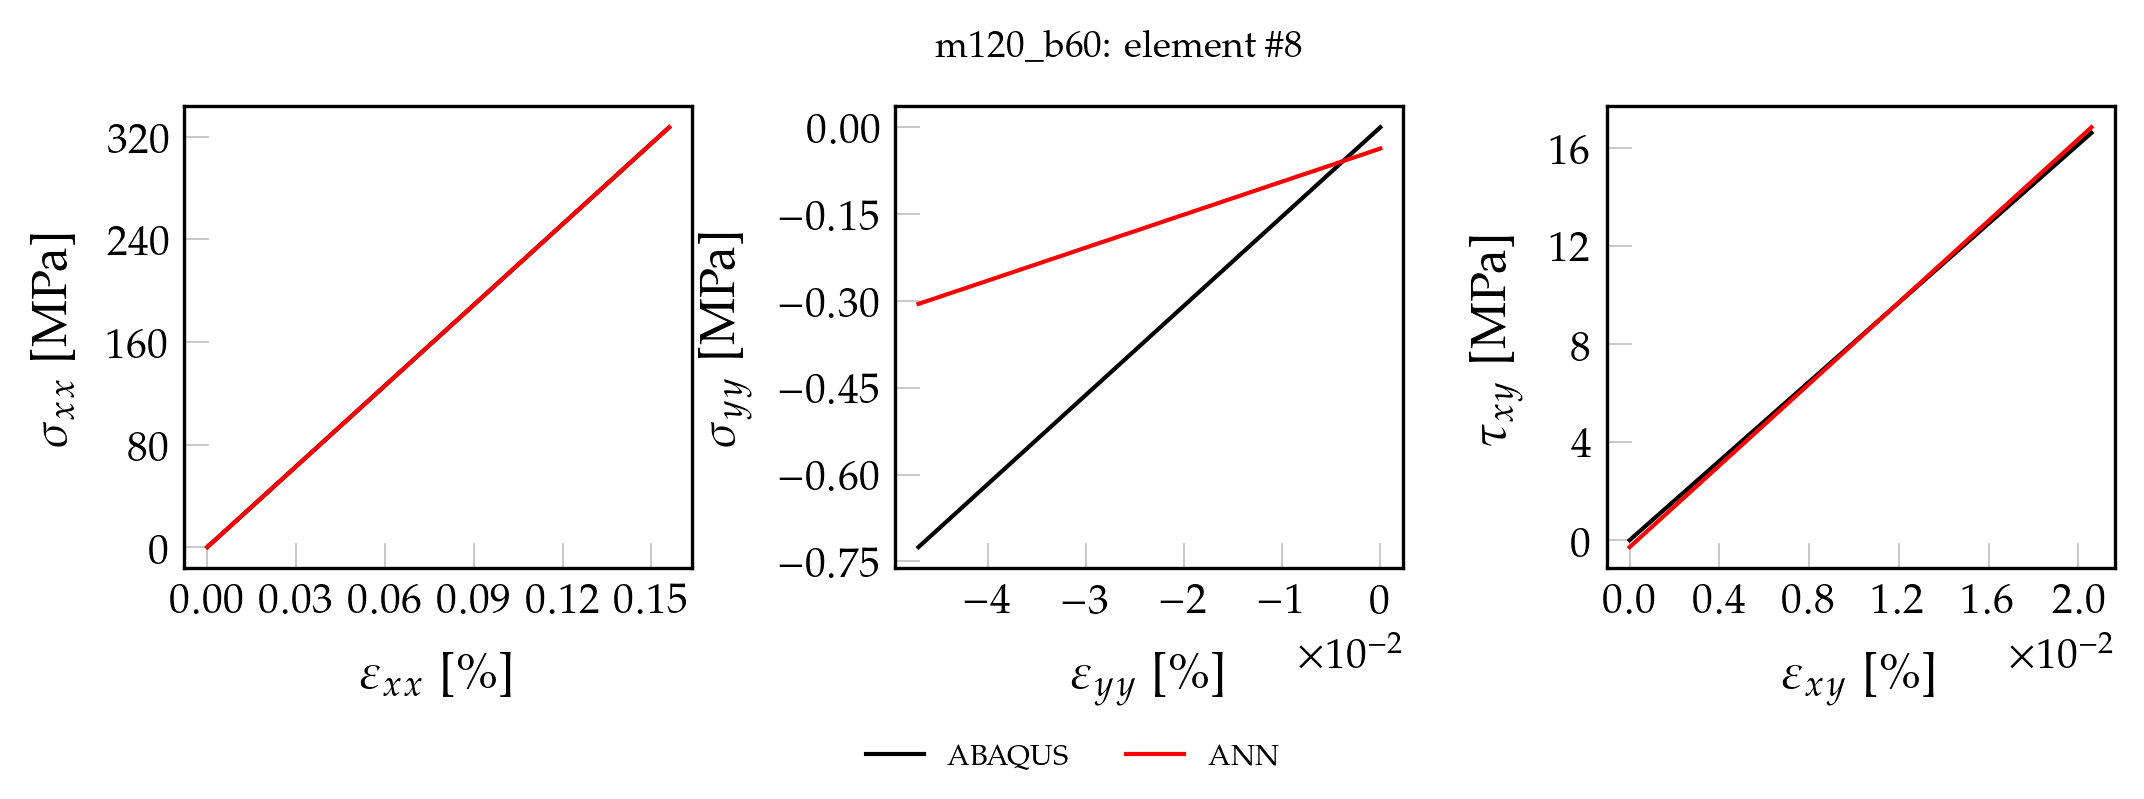 m120_b60: element #8
σxx [MPa]
320
240
160
80
0
0.00 0.03 0.06 0.09 0.12 0.15
εxx [%]
σyy [MPa]
0.00
−0.15
−0.30
−0.45
−0.60
−0.75
−4 −3 −2 −1 0
×10⁻²
εyy [%]
τxy [MPa]
16
12
8
4
0
0.0 0.4 0.8 1.2 1.6 2.0
×10⁻²
εxy [%]
ABAQUS ANN